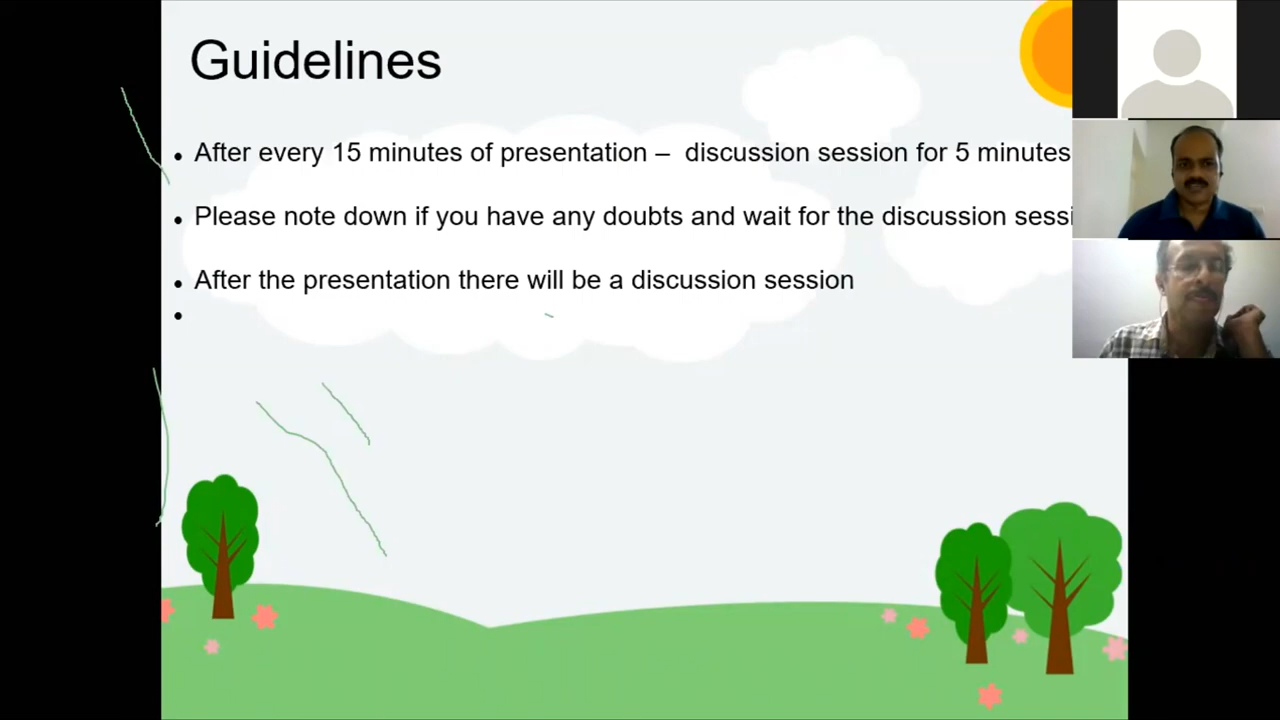 Guidelines
• After every 15 minutes of presentation – discussion session for 5 minutes
• Please note down if you have any doubts and wait for the discussion sessi
• After the presentation there will be a discussion session
•